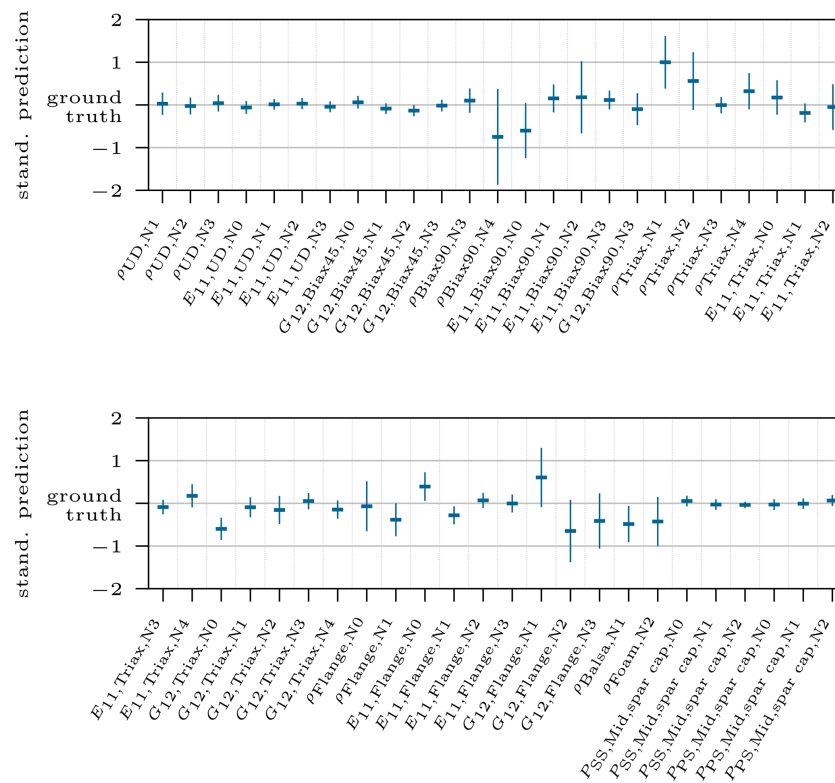 stand. prediction
2
1
ground
truth
−1
−2
ρUD,N1
ρUD,N2
ρUD,N3
E11,UD,N0
E11,UD,N1
E11,UD,N2
E11,UD,N3
G12,Biax45,N0
G12,Biax45,N1
G12,Biax45,N2
G12,Biax45,N3
ρBiax90,N3
ρBiax90,N4
E11,Biax90,N0
E11,Biax90,N1
E11,Biax90,N2
E11,Biax90,N3
G12,Biax90,N3
ρTriax,N1
ρTriax,N2
ρTriax,N3
ρTriax,N4
E11,Triax,N0
E11,Triax,N1
E11,Triax,N2
stand. prediction
2
1
ground
truth
−1
−2
E11,Triax,N3
E11,Triax,N4
G12,Triax,N0
G12,Triax,N1
G12,Triax,N2
G12,Triax,N3
G12,Triax,N4
ρFlange,N0
ρFlange,N1
E11,Flange,N0
E11,Flange,N1
E11,Flange,N2
E11,Flange,N3
G12,Flange,N1
G12,Flange,N2
G12,Flange,N3
ρBalsa,N1
ρFoam,N2
PSS,Mid,spar cap,N0
PSS,Mid,spar cap,N1
PSS,Mid,spar cap,N2
PPS,Mid,spar cap,N0
PPS,Mid,spar cap,N1
PPS,Mid,spar cap,N2